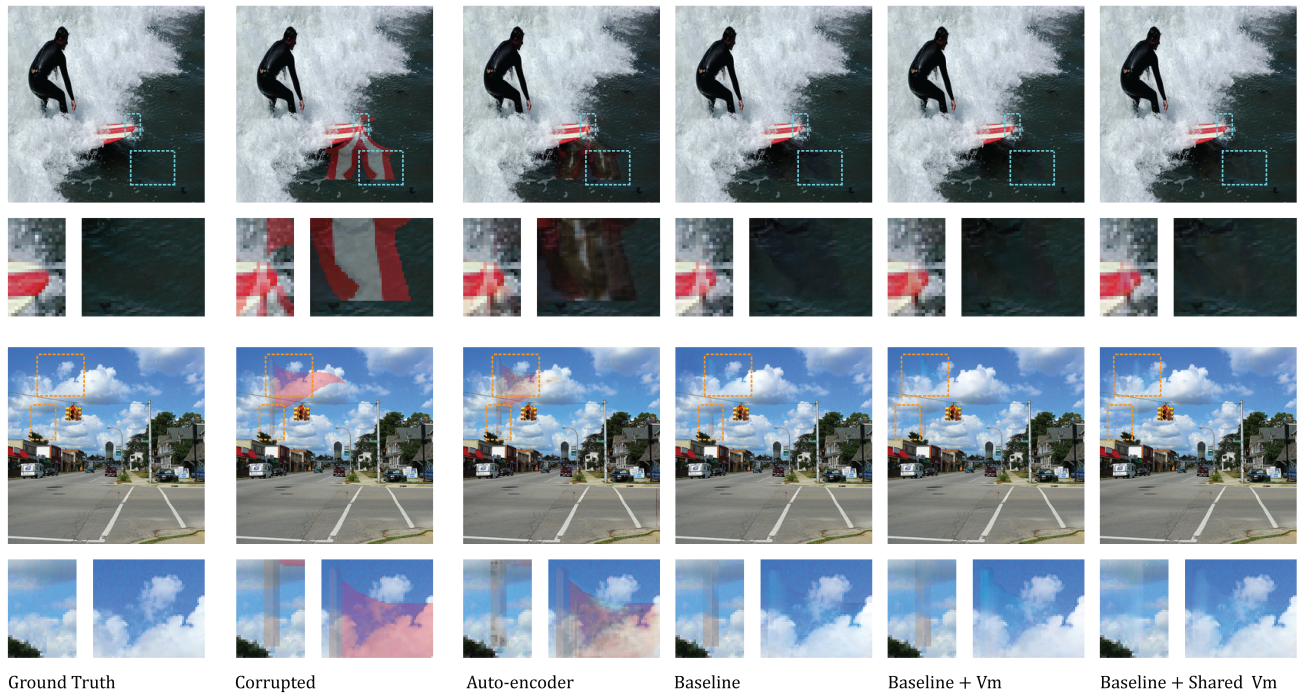 Ground Truth
Corrupted
Auto-encoder
Baseline
Baseline + Vm
Baseline + Shared Vm